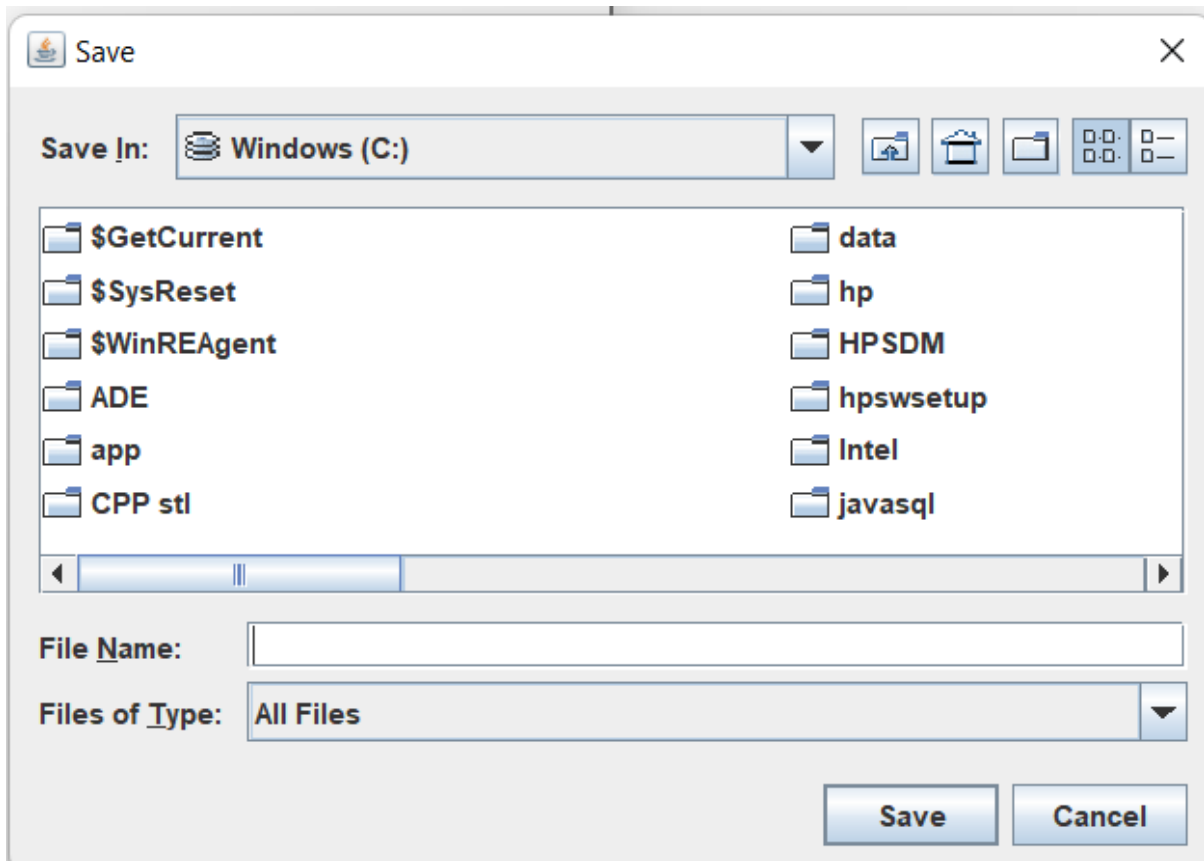 Save
Save In: Windows (C:)
$GetCurrent data
$SysReset hp
$WinREAgent HPSDM
ADE hpswsetup
app Intel
CPP stl javasql
File Name:
Files of Type: All Files
Save Cancel